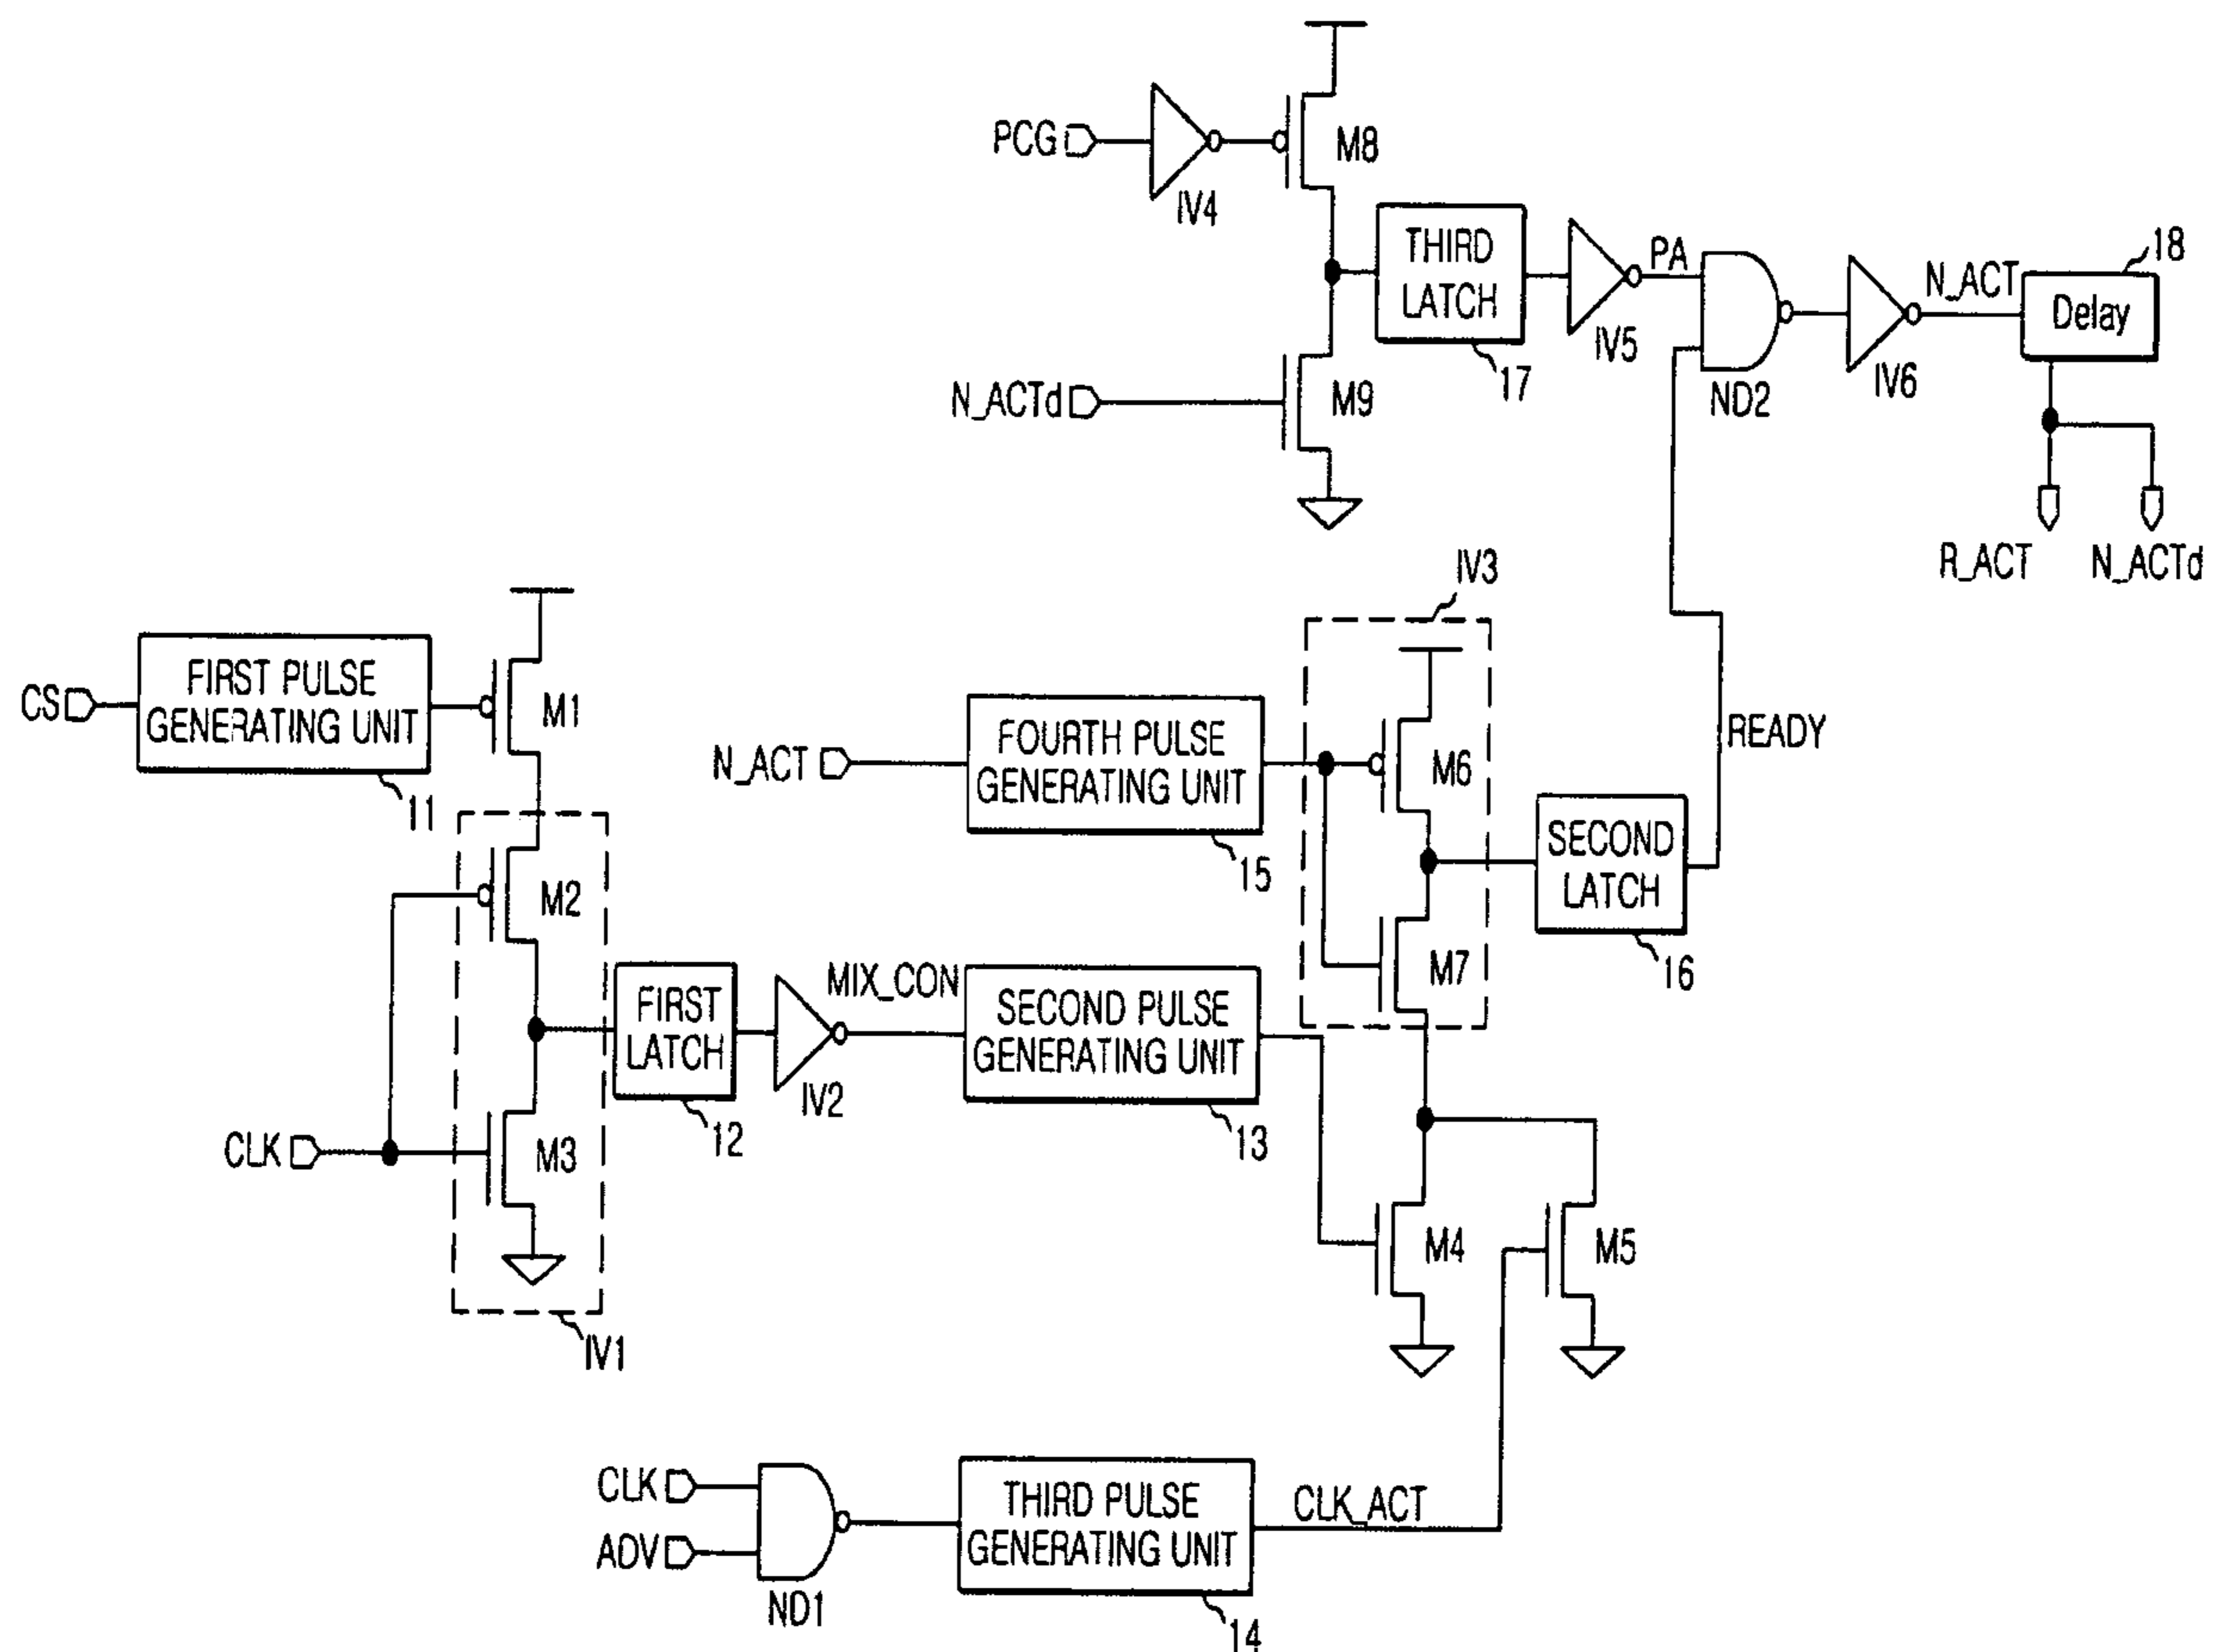 PCG
IV4
M8
THIRD
LATCH
17
IV5
PA
ND2
IV6
N_ACT
18
Delay
N_ACTd
M9
R_ACT
N_ACTd
IV3
CS
FIRST PULSE
GENERATING UNIT
11
M1
N_ACT
FOURTH PULSE
GENERATING UNIT
15
M6
READY
SECOND
LATCH
16
M2
M7
FIRST
LATCH
12
IV2
MIX_CON
SECOND PULSE
GENERATING UNIT
13
CLK
M3
IV1
M4
M5
CLK
ADV
ND1
THIRD PULSE
GENERATING UNIT
14
CLK_ACT